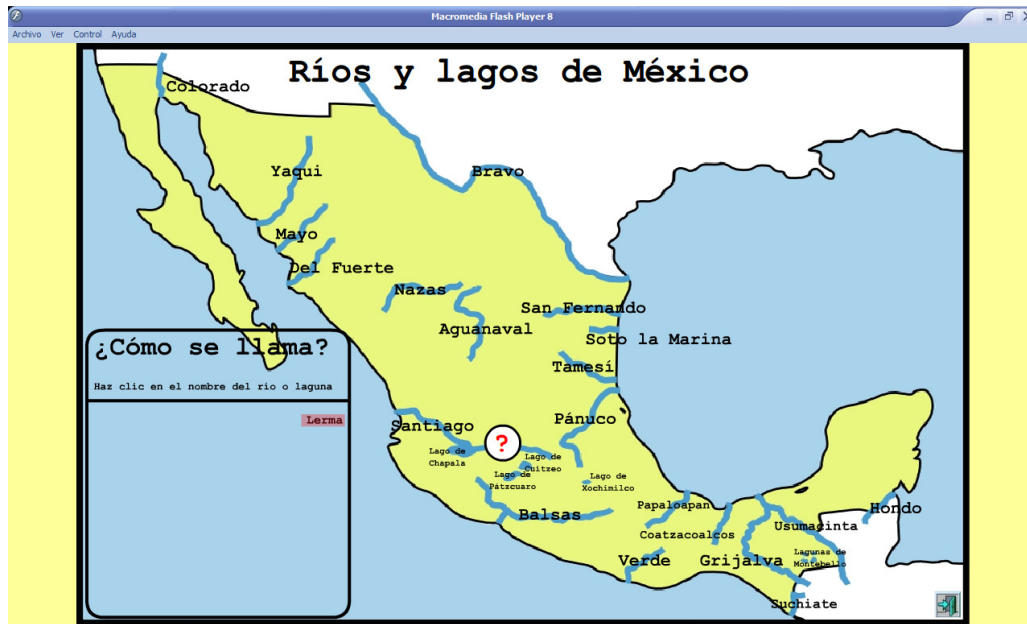 Macromedia Flash Player 8
Archivo Ver Control Ayuda
Ríos y lagos de México
Colorado
Yaqui
Bravo
Mayo
Del Fuerte
Nazas
San Fernando
Aguanaval
Soto la Marina
¿Cómo se llama?
Tamesí
Haz clic en el nombre del rio o laguna
Lerma
Santiago
Pánuco
?
Lago de
Chapala
Lago de
Cuitzeo
Lago de
Pátzcuaro
Lago de
Xochimilco
Balsas
Papaloapan
Hondo
Usumacinta
Coatzacoalcos
Verde
Grijalva
Lagunas de
Montebello
Suchiate